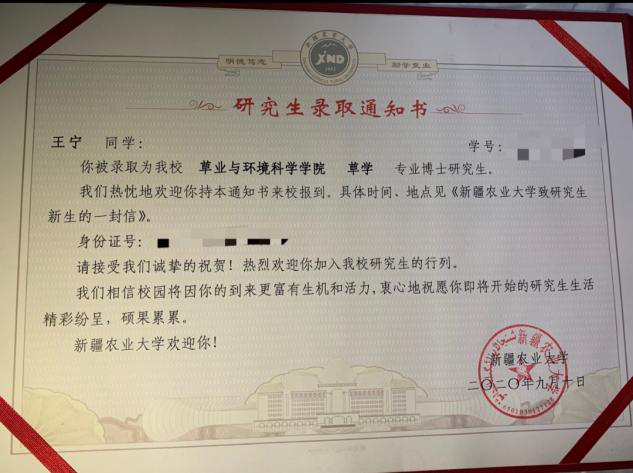 新疆农业大学
XND
明德笃志
勤学竞业
研究生录取通知书
王宁 同学： 学号：
你被录取为我校 草业与环境科学学院 草学 专业博士研究生。
我们热忱地欢迎你持本通知书来校报到。具体时间、地点见《新疆农业大学致研究生
新生的一封信》。
身份证号：
请接受我们诚挚的祝贺！热烈欢迎你加入我校研究生的行列。
我们相信校园将因你的到来更富有生机和活力,衷心地祝愿你即将开始的研究生生活
精彩纷呈，硕果累累。
新疆农业大学欢迎你！
新疆农业大学
二〇二〇年九月十日
新疆农业大学